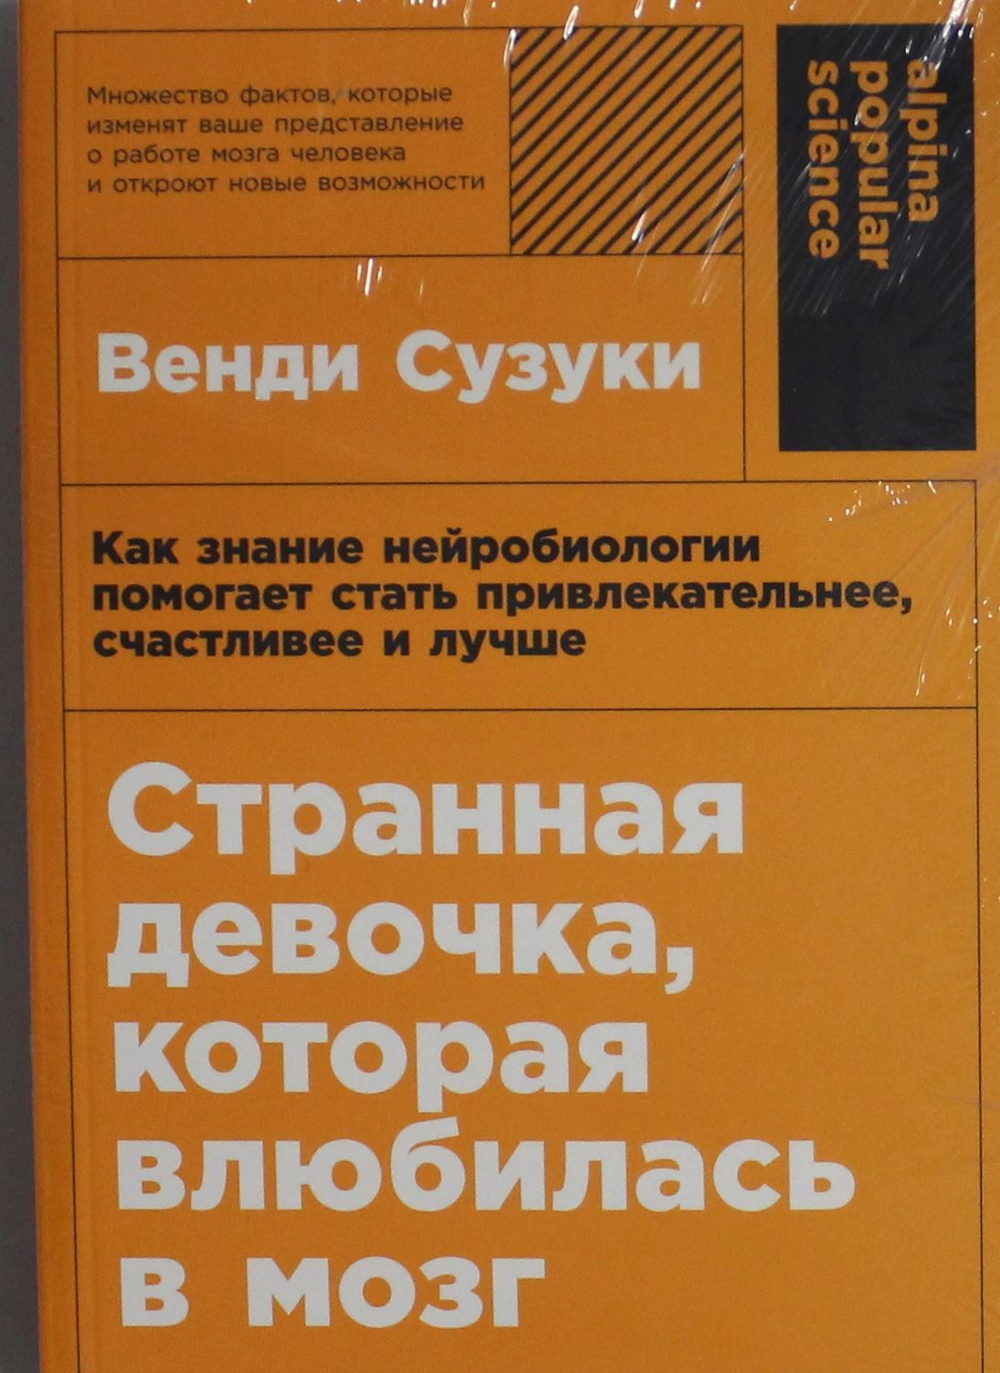 Множество фактов, которые
изменят ваше представление
о работе мозга человека
и откроют новые возможности
alpina
popular
science
Венди Сузуки
Как знание нейробиологии
помогает стать привлекательнее,
счастливее и лучше
Странная
девочка,
которая
влюбилась
в мозг